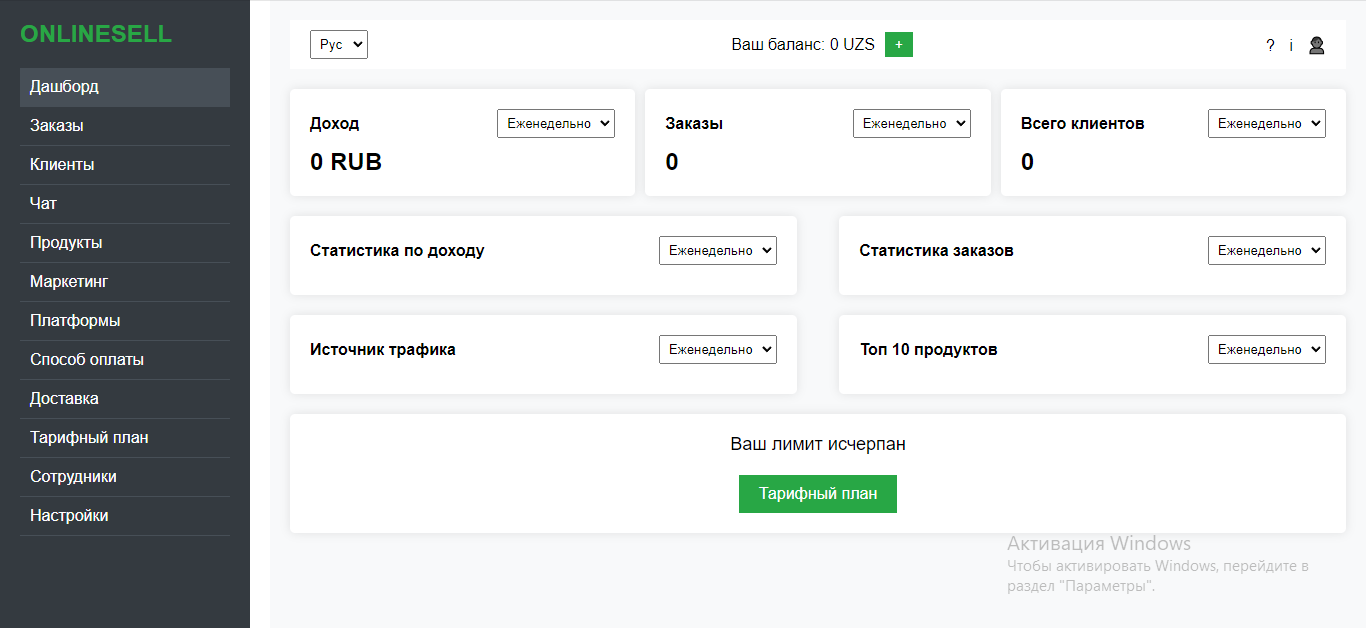 ONLINESELL
Дашборд
Заказы
Клиенты
Чат
Продукты
Маркетинг
Платформы
Способ оплаты
Доставка
Тарифный план
Сотрудники
Настройки
Рус
Ваш баланс: 0 UZS +
? i
Доход Еженедельно
0 RUB
Заказы Еженедельно
0
Всего клиентов Еженедельно
0
Статистика по доходу Еженедельно
Статистика заказов Еженедельно
Источник трафика Еженедельно
Топ 10 продуктов Еженедельно
Ваш лимит исчерпан
Тарифный план
Активация Windows
Чтобы активировать Windows, перейдите в
раздел "Параметры".